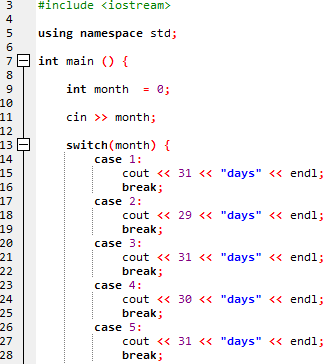 3 #include <iostream>
4
5 using namespace std;
6
7 int main () {
8
9 int month  = 0;
10
11 cin >> month;
12
13 switch(month) {
14 case 1:
15 cout << 31 << "days" << endl;
16 break;
17 case 2:
18 cout << 29 << "days" << endl;
19 break;
20 case 3:
21 cout << 31 << "days" << endl;
22 break;
23 case 4:
24 cout << 30 << "days" << endl;
25 break;
26 case 5:
27 cout << 31 << "days" << endl;
28 break;